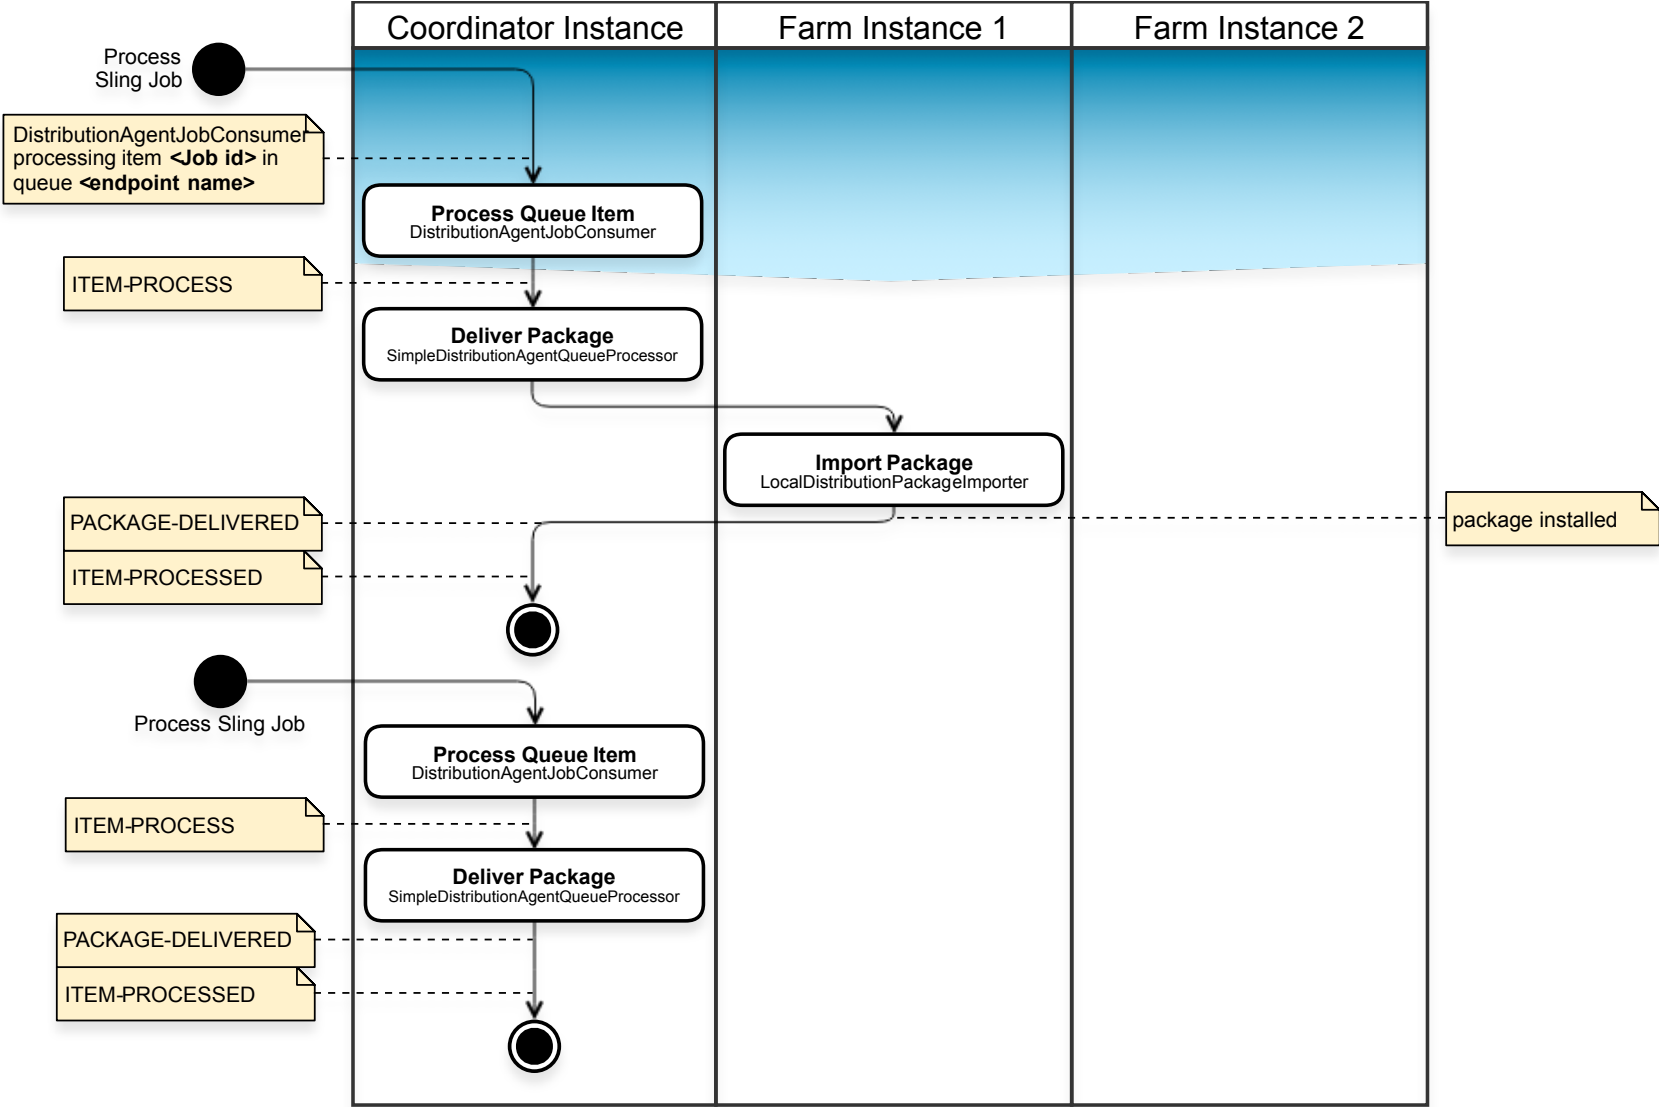 Coordinator Instance
Farm Instance 1
Farm Instance 2
Process
Sling Job
DistributionAgentJobConsumer
processing item <Job id> in
queue <endpoint name>
Process Queue Item
DistributionAgentJobConsumer
ITEM-PROCESS
Deliver Package
SimpleDistributionAgentQueueProcessor
Import Package
LocalDistributionPackageImporter
PACKAGE-DELIVERED
package installed
ITEM-PROCESSED
Process Sling Job
Process Queue Item
DistributionAgentJobConsumer
ITEM-PROCESS
Deliver Package
SimpleDistributionAgentQueueProcessor
PACKAGE-DELIVERED
ITEM-PROCESSED